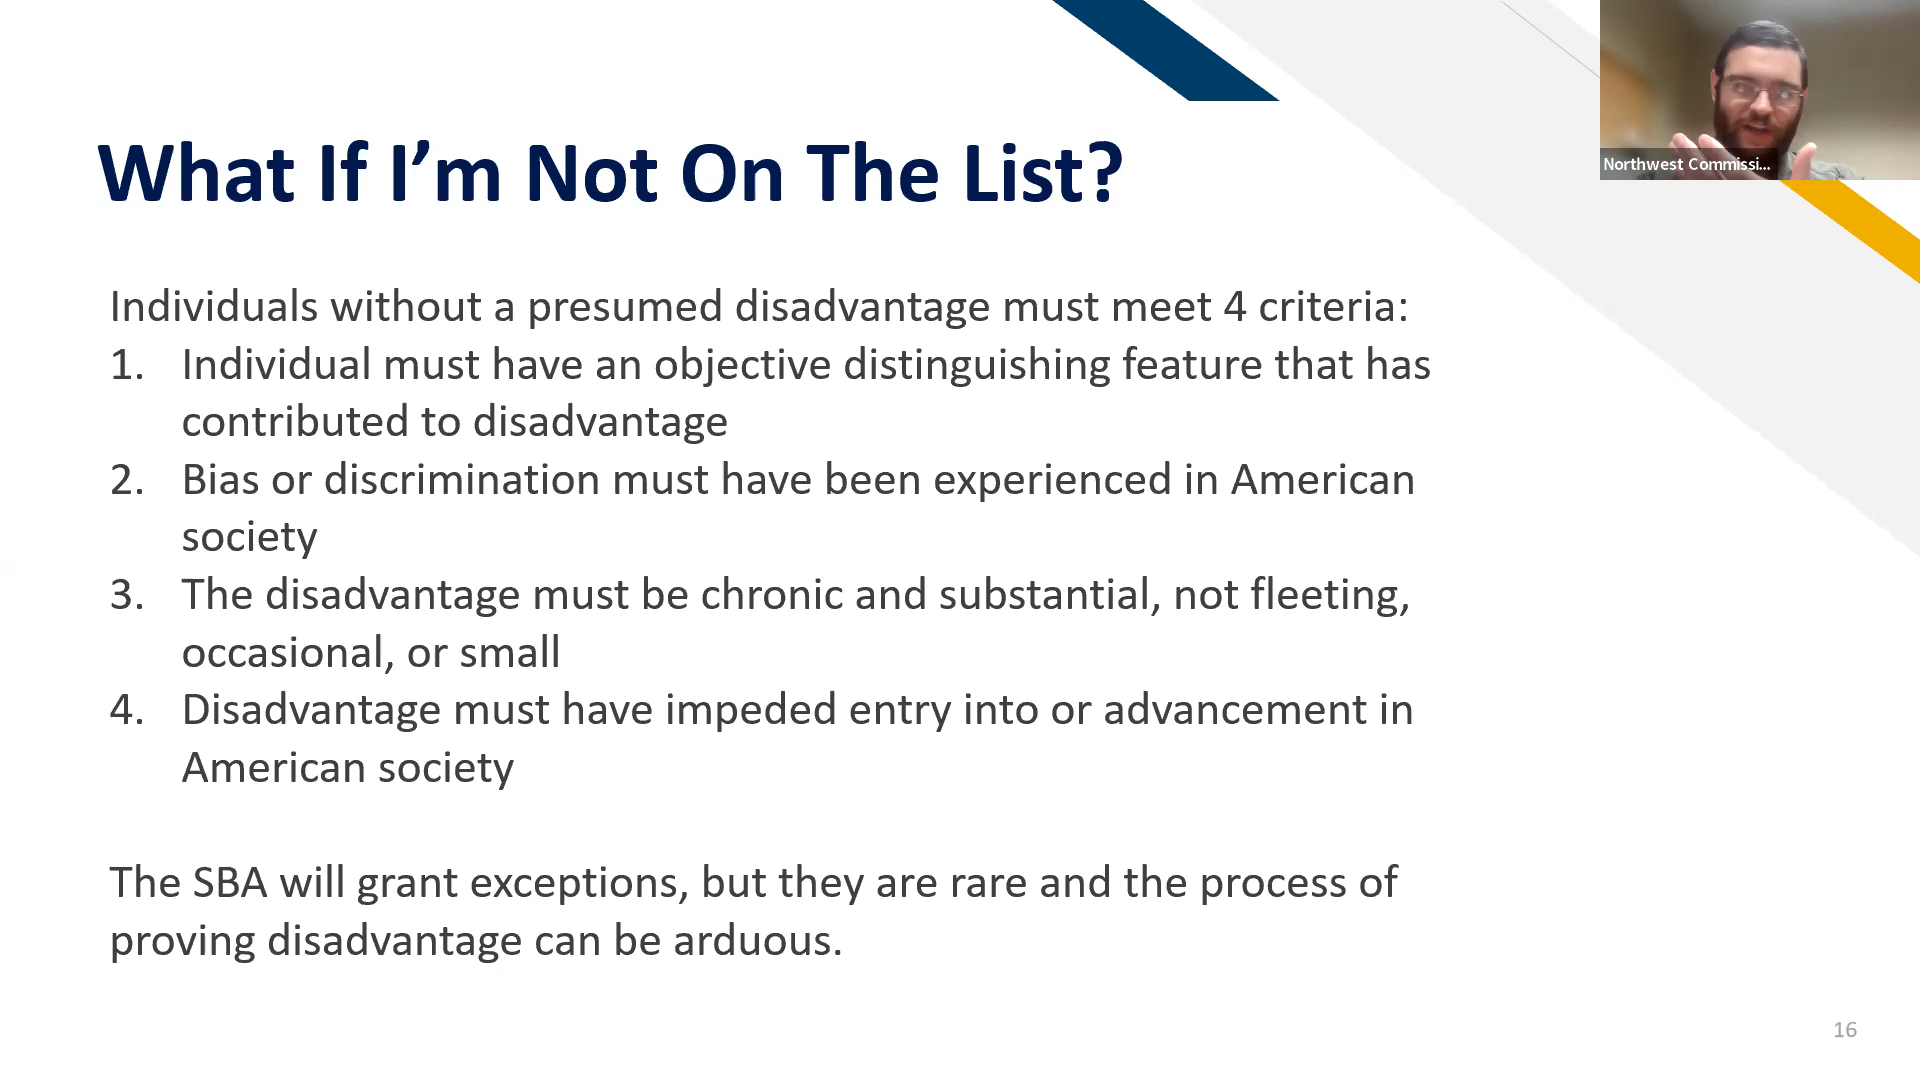 Northwest Commissi...
What If I’m Not On The List?
Individuals without a presumed disadvantage must meet 4 criteria:
1. Individual must have an objective distinguishing feature that has
contributed to disadvantage
2. Bias or discrimination must have been experienced in American
society
3. The disadvantage must be chronic and substantial, not fleeting,
occasional, or small
4. Disadvantage must have impeded entry into or advancement in
American society
The SBA will grant exceptions, but they are rare and the process of
proving disadvantage can be arduous.
16